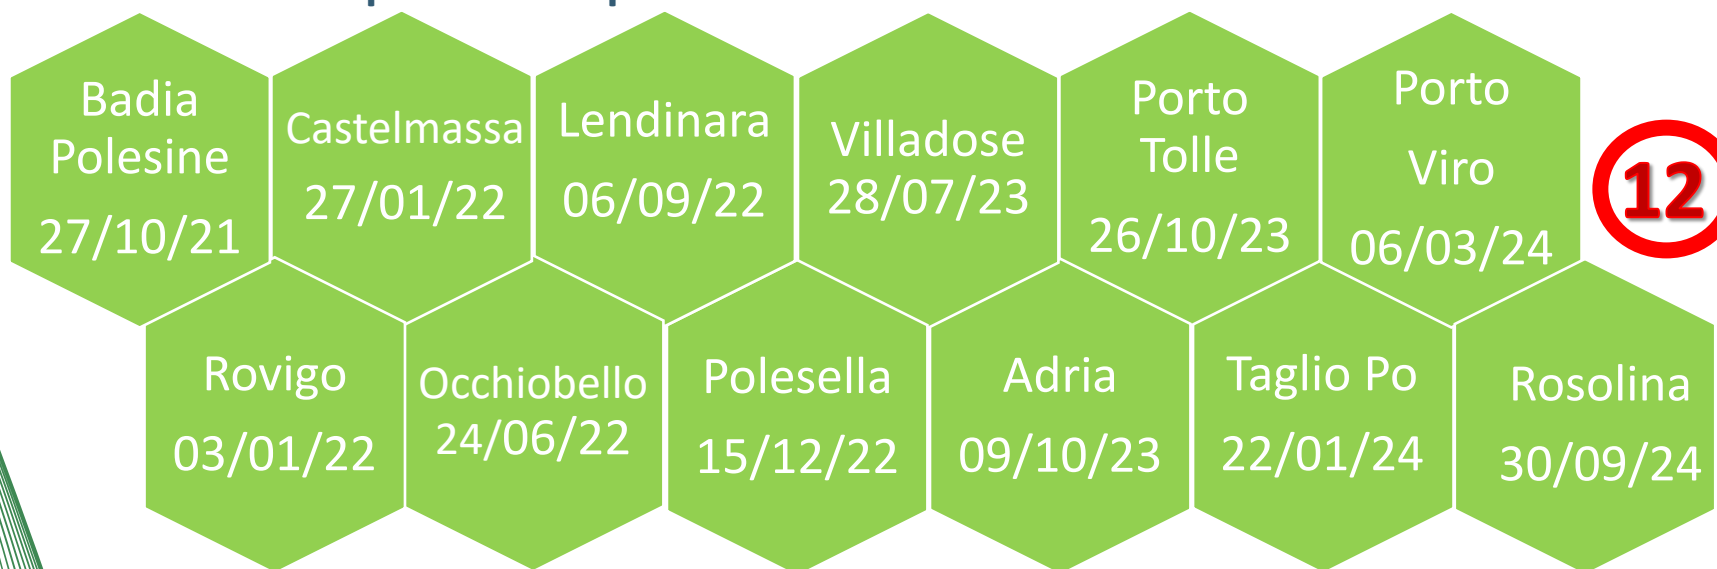 Badia
Polesine
27/10/21
Castelmassa
27/01/22
Lendinara
06/09/22
Villadose
28/07/23
Porto
Tolle
26/10/23
Porto
Viro
06/03/24
12
Rovigo
03/01/22
Occhiobello
24/06/22
Polesella
15/12/22
Adria
09/10/23
Taglio Po
22/01/24
Rosolina
30/09/24